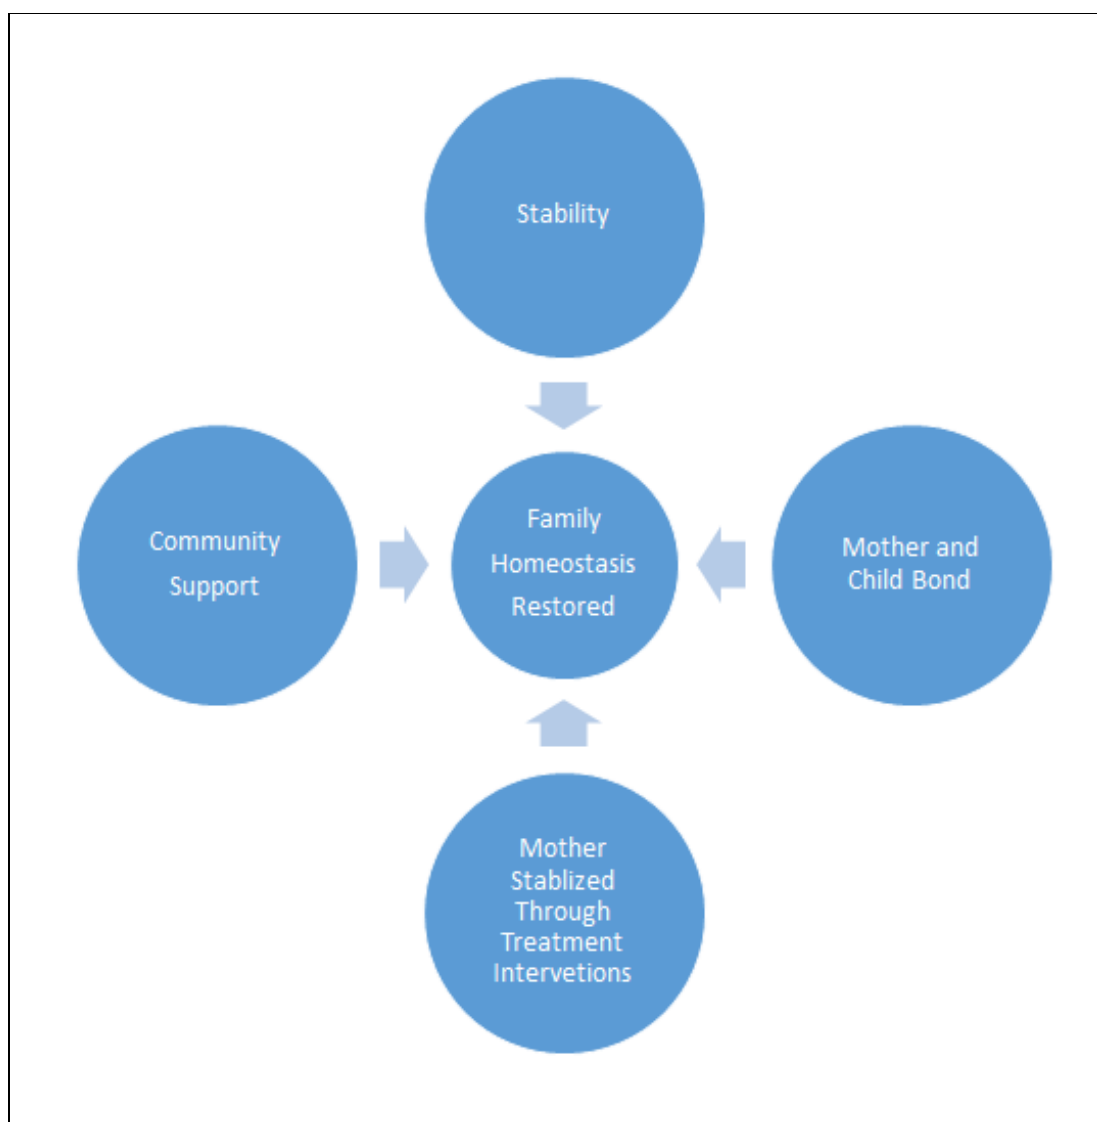 Stability
Community
Support
Family
Homeostasis
Restored
Mother and
Child Bond
Mother
Stablized
Through
Treatment
Intervetions